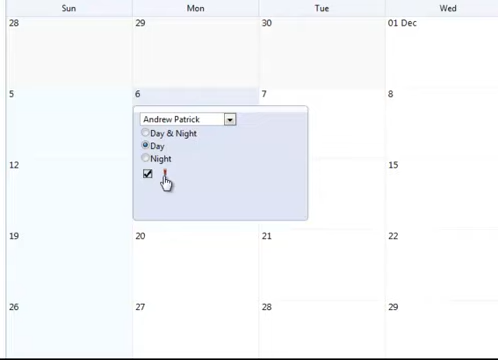 Sun Mon Tue Wed
28 29 30 01 Dec
5 6 7 8
Andrew Patrick
Day & Night
Day
Night
12 15
19 20 21 22
26 27 28 29